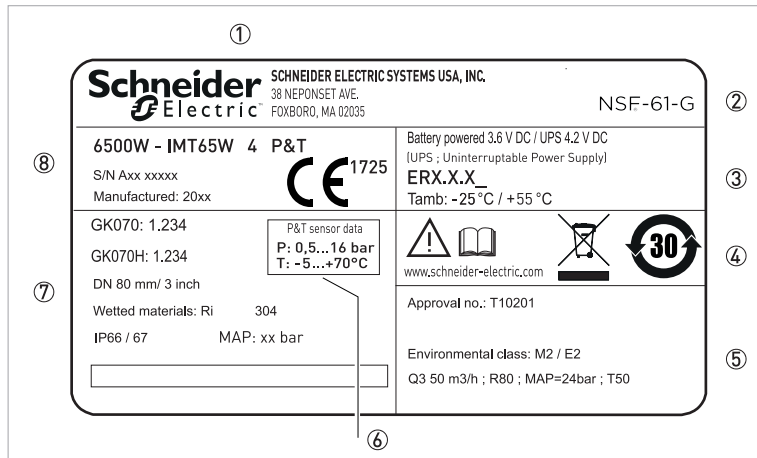 ①
Schneider
Electric™
SCHNEIDER ELECTRIC SYSTEMS USA, INC.
38 NEPONSET AVE.
FOXBORO, MA 02035
NSF-61-G
②
⑧
6500W - IMT65W 4 P&T
S/N Axx xxxxx
Manufactured: 20xx
CE 1725
Battery powered 3.6 V DC / UPS 4.2 V DC
(UPS ; Uninterruptable Power Supply)
ERX.X.X_
Tamb: -25°C / +55°C
③
⑦
GK070: 1.234
GK070H: 1.234
DN 80 mm/ 3 inch
Wetted materials: Ri 304
IP66 / 67 MAP: xx bar
P&T sensor data
P: 0,5...16 bar
T: -5...+70°C
⑥
30
www.schneider-electric.com
④
Approval no.: T10201
Environmental class: M2 / E2
Q3 50 m3/h ; R80 ; MAP=24bar ; T50
⑤